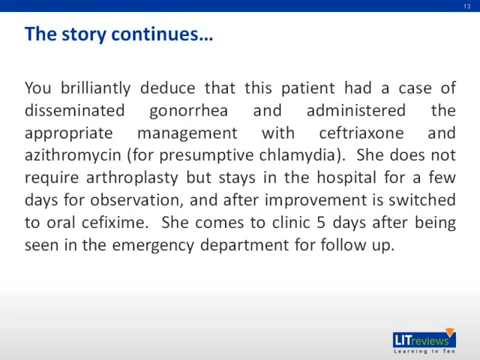 13
The story continues…
You brilliantly deduce that this patient had a case of
disseminated gonorrhea and administered the
appropriate management with ceftriaxone and
azithromycin (for presumptive chlamydia). She does not
require arthroplasty but stays in the hospital for a few
days for observation, and after improvement is switched
to oral cefixime. She comes to clinic 5 days after being
seen in the emergency department for follow up.
LITreviews
Learning in Ten